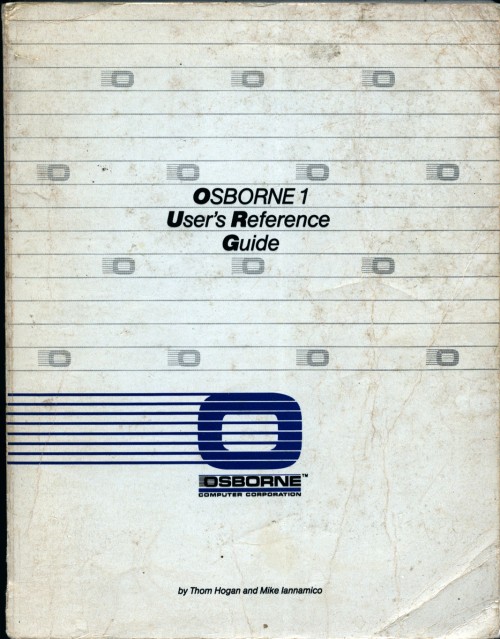 OSBORNE 1
User's Reference
Guide
OSBORNE™
COMPUTER CORPORATION
by Thom Hogan and Mike Iannamico